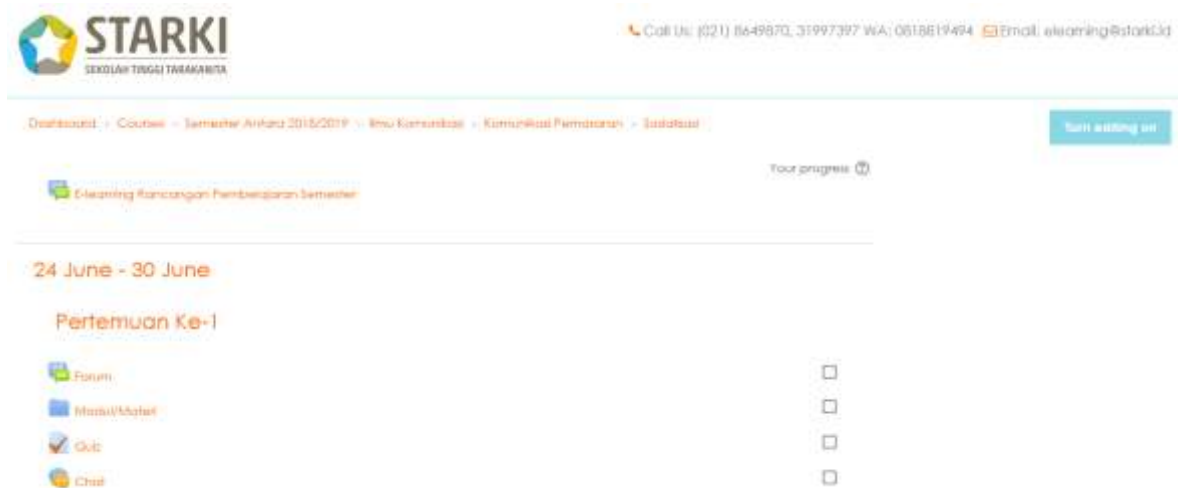 STARKI
SEKOLAH TINGGI TARAKANITA
Call Us: (021) 8649870, 31997397 WA: 0818819494 Email: elearning@starki.id
Dashboard Courses Semester Antara 2018/2019 Ilmu Komunikasi Komunikasi Pemasaran
Turn editing on
Your progress
E-learning Rancangan Pembelajaran Semester
24 June - 30 June
Pertemuan Ke-1
Forum
Modul/Materi
Quiz
Chat